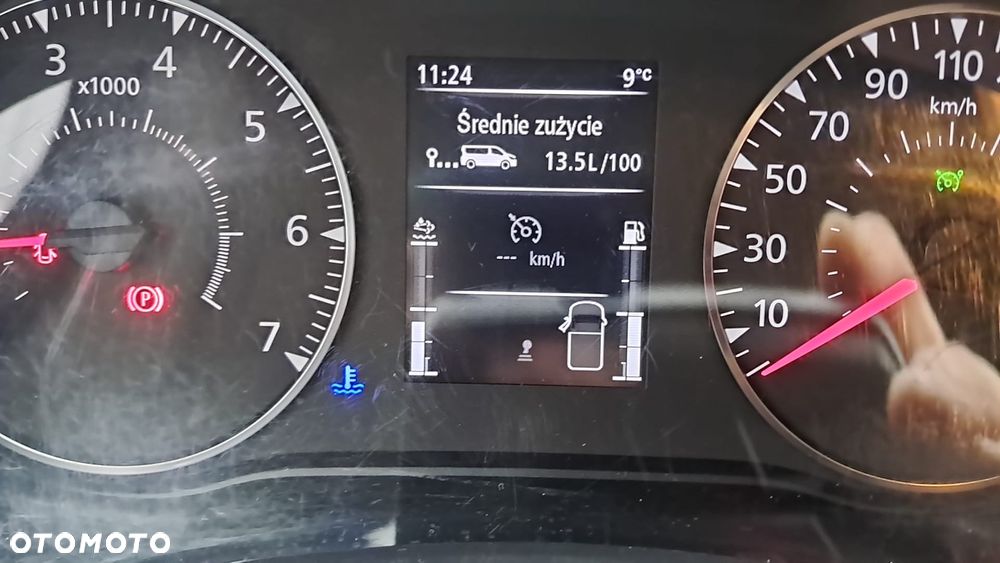 11:24 9°C
Średnie zużycie
13.5L/100
--- km/h
3 4 5 6 7
x1000
P
10 30 50 70 90 110
km/h
OTOMOTO